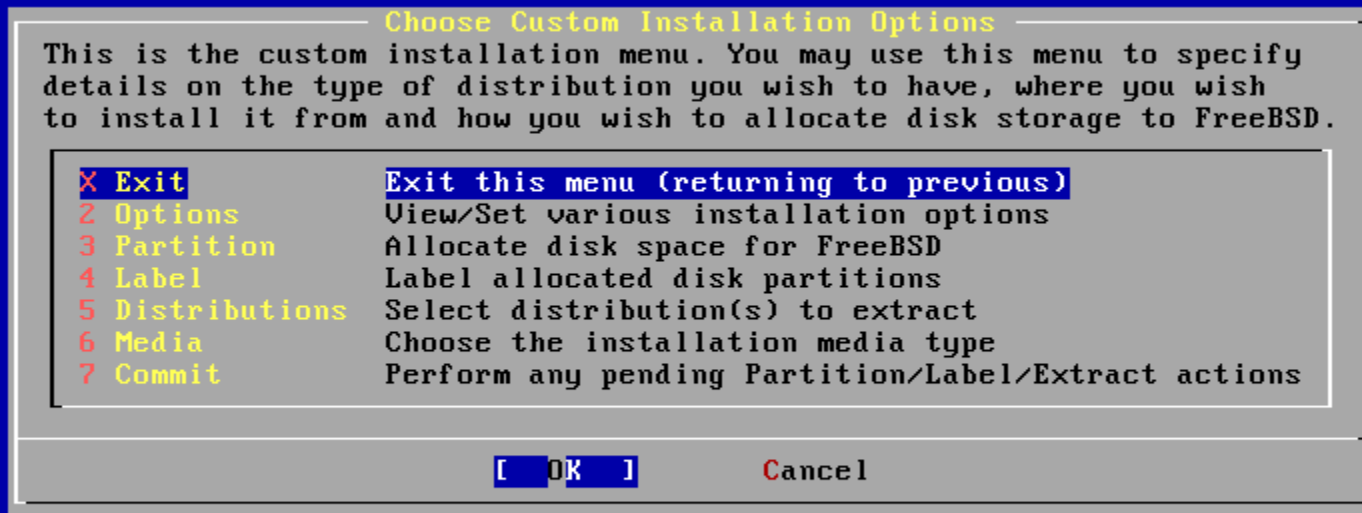 Choose Custom Installation Options
This is the custom installation menu. You may use this menu to specify
details on the type of distribution you wish to have, where you wish
to install it from and how you wish to allocate disk storage to FreeBSD.
X Exit Exit this menu (returning to previous)
2 Options View/Set various installation options
3 Partition Allocate disk space for FreeBSD
4 Label Label allocated disk partitions
5 Distributions Select distribution(s) to extract
6 Media Choose the installation media type
7 Commit Perform any pending Partition/Label/Extract actions
[ OK ] Cancel